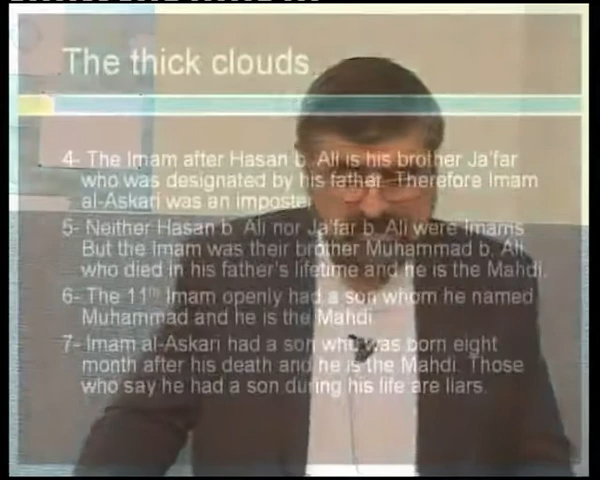 The thick clouds
4- The Imam after Hasan b. Ali is his brother Ja'far
who was designated by his father. Therefore Imam
al-Askari was an imposter
5- Neither Hasan b. Ali nor Ja'far b. Ali were Imams
But the Imam was their brother Muhammad b. Ali
who died in his father's lifetime and he is the Mahdi.
6- The 11th Imam openly had a son whom he named
Muhammad and he is the Mahdi
7- Imam al-Askari had a son who was born eight
month after his death and he is the Mahdi. Those
who say he had a son during his life are liars.